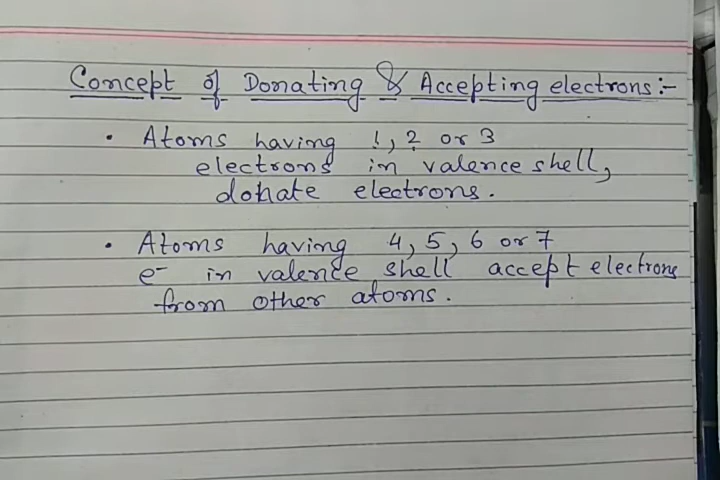 Concept of Donating & Accepting electrons:-
• Atoms having 1, 2 or 3
electrons in valence shell,
donate electrons.
• Atoms having 4, 5, 6 or 7
e⁻ in valence shell accept electrons
from other atoms.